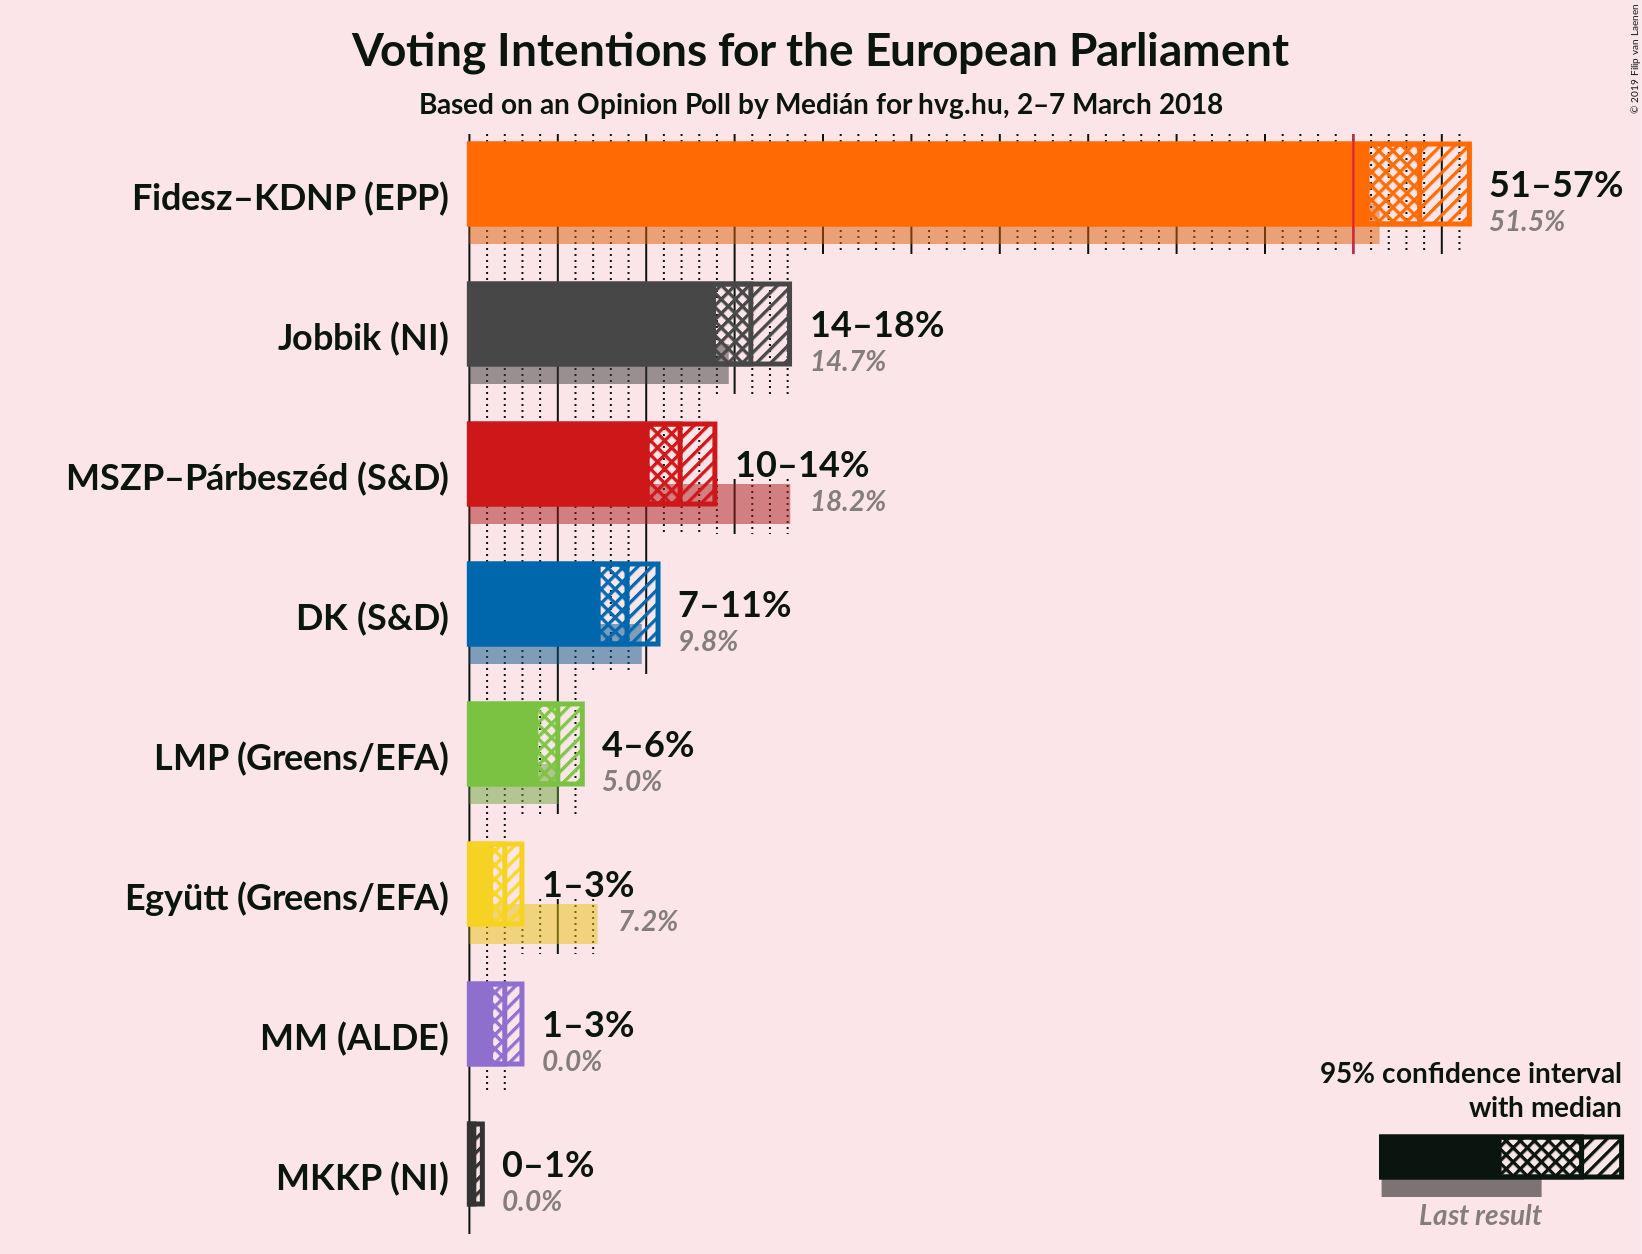 Voting Intentions for the European Parliament
Based on an Opinion Poll by Medián for hvg.hu, 2–7 March 2018
© 2019 Filip van Laenen
Fidesz–KDNP (EPP)
51–57%
51.5%
Jobbik (NI)
14–18%
14.7%
MSZP–Párbeszéd (S&D)
10–14%
18.2%
DK (S&D)
7–11%
9.8%
LMP (Greens/EFA)
4–6%
5.0%
Együtt (Greens/EFA)
1–3%
7.2%
MM (ALDE)
1–3%
0.0%
MKKP (NI)
0–1%
0.0%
95% confidence interval
with median
Last result